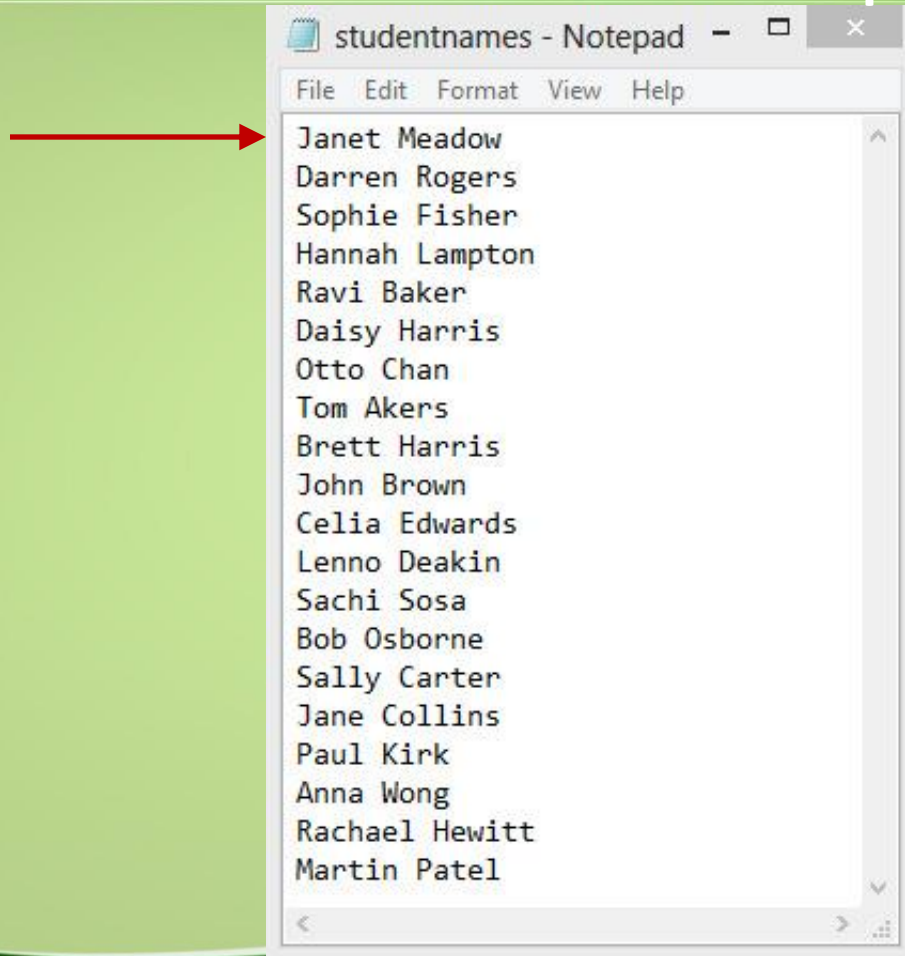 studentnames - Notepad
File Edit Format View Help
Janet Meadow
Darren Rogers
Sophie Fisher
Hannah Lampton
Ravi Baker
Daisy Harris
Otto Chan
Tom Akers
Brett Harris
John Brown
Celia Edwards
Lenno Deakin
Sachi Sosa
Bob Osborne
Sally Carter
Jane Collins
Paul Kirk
Anna Wong
Rachael Hewitt
Martin Patel